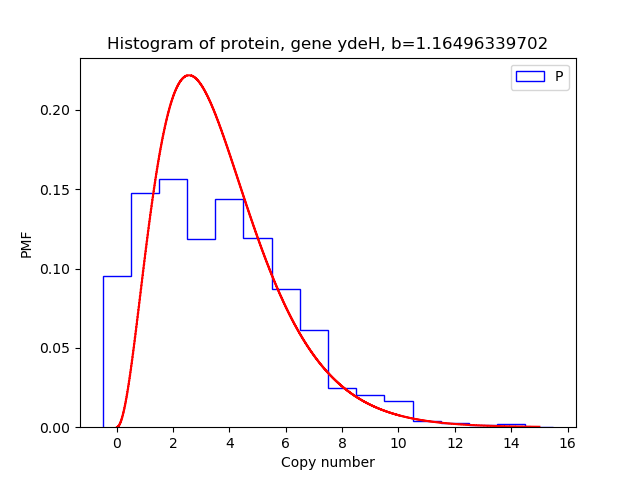 Histogram of protein, gene ydeH, b=1.16496339702
P
0.20
0.15
0.10
0.05
0.00
PMF
0 2 4 6 8 10 12 14 16
Copy number